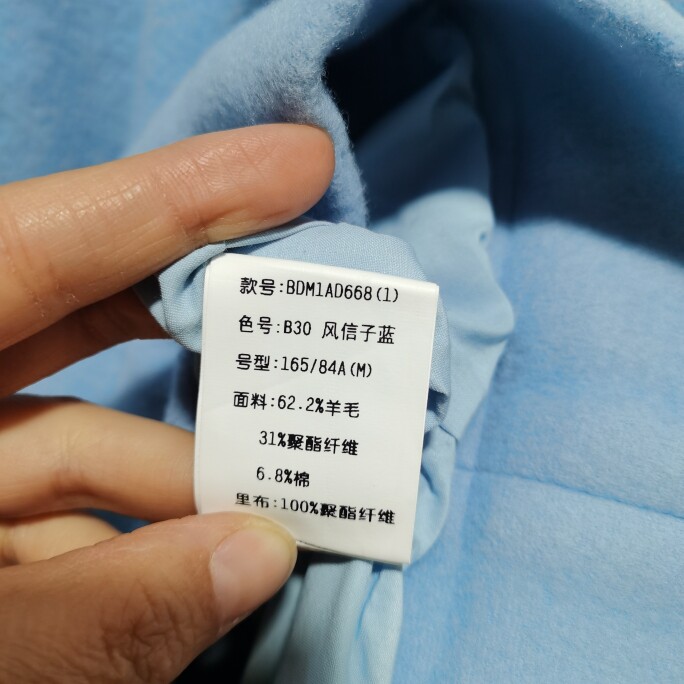 款号:BDM1AD668(1)
色号:B30 风信子蓝
号型:165/84A(M)
面料:62.2%羊毛
31%聚酯纤维
6.8%棉
里布:100%聚酯纤维